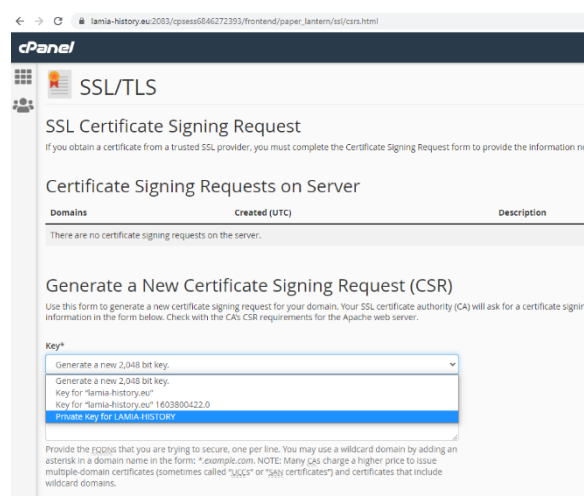 lamia-history.eu:2083/cpsess6846272393/frontend/paper_lantern/ssl/csrs.html
cPanel
SSL/TLS
SSL Certificate Signing Request
If you obtain a certificate from a trusted SSL provider, you must complete the Certificate Signing Request form to provide the information
Certificate Signing Requests on Server
Domains Created (UTC) Description
There are no certificate signing requests on the server.
Generate a New Certificate Signing Request (CSR)
Use this form to generate a new certificate signing request for your domain. Your SSL certificate authority (CA) will ask for a certificate
information in the form below. Check with the CA's CSR requirements for the Apache web server.
Key*
Generate a new 2,048 bit key.
Generate a new 2,048 bit key.
Key for "lamia-history.eu"
Key for "lamia-history.eu" 1603800422.0
Private Key for LAMIA-HISTORY
Provide the FQDNs that you are trying to secure, one per line. You may use a wildcard domain by adding an
asterisk in a domain name in the form: *.example.com. NOTE: Many CAs charge a higher price to issue
multiple-domain certificates (sometimes called "UCCs" or "SAN certificates") and certificates that include
wildcard domains.